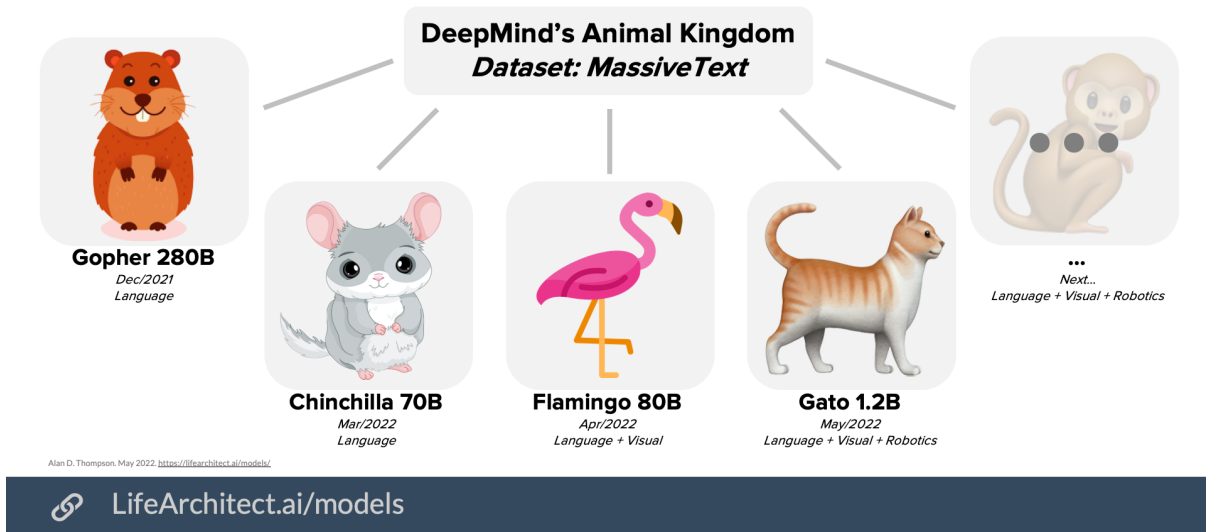 DeepMind's Animal Kingdom
Dataset: MassiveText
Gopher 280B
Dec/2021
Language
Chinchilla 70B
Mar/2022
Language
Flamingo 80B
Apr/2022
Language + Visual
Gato 1.2B
May/2022
Language + Visual + Robotics
...
Next...
Language + Visual + Robotics
Alan D. Thompson. May 2022. https://lifearchitect.ai/models/
LifeArchitect.ai/models